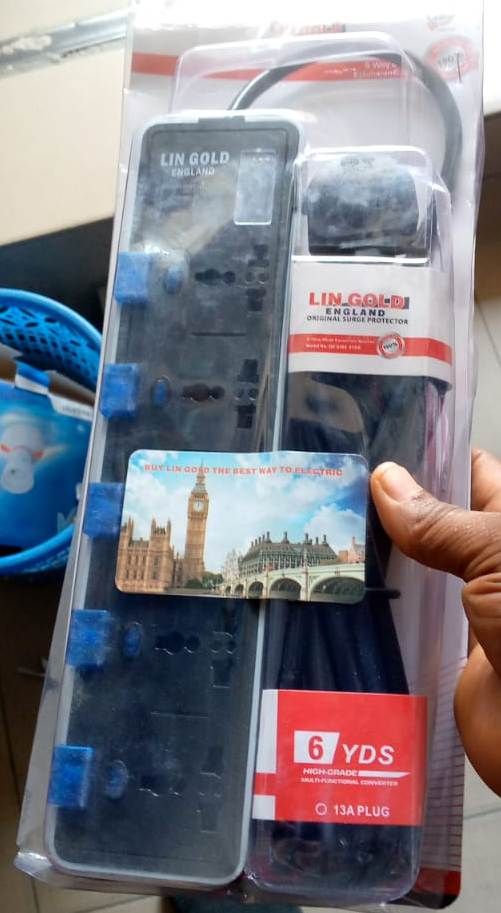 LIN GOLD
ENGLAND
LIN GOLD
ENGLAND
ORIGINAL SURGE PROTECTOR
100%
BUY LIN GOLD THE BEST WAY TO ELECTRIC
6 YDS
HIGH-GRADE
MULTI-FUNCTIONAL CONVERTER
13A PLUG